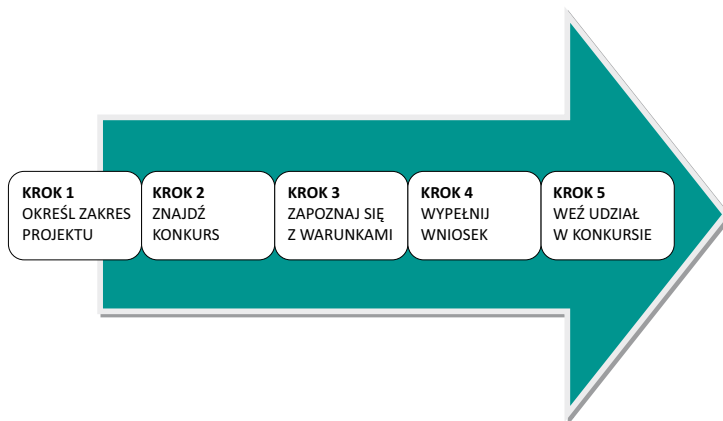 KROK 1
OKREŚL ZAKRES
PROJEKTU
KROK 2
ZNAJDŹ
KONKURS
KROK 3
ZAPOZNAJ SIĘ
Z WARUNKAMI
KROK 4
WYPEŁNIJ
WNIOSEK
KROK 5
WEŹ UDZIAŁ
W KONKURSIE